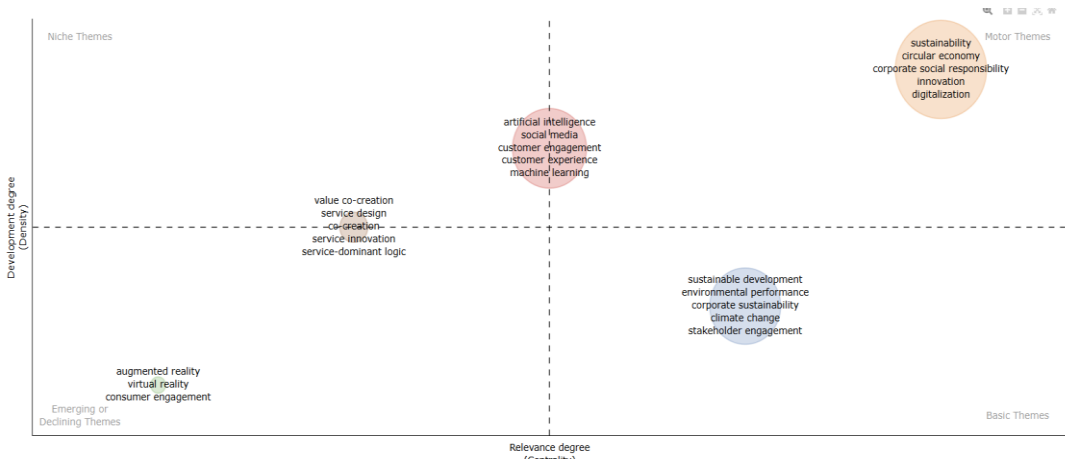 Niche Themes
Motor Themes
sustainability
circular economy
corporate social responsibility
innovation
digitalization
artificial intelligence
social media
customer engagement
customer experience
machine learning
value co-creation
service design
co-creation
service innovation
service-dominant logic
Development degree
(Density)
sustainable development
environmental performance
corporate sustainability
climate change
stakeholder engagement
augmented reality
virtual reality
consumer engagement
Emerging or
Declining Themes
Basic Themes
Relevance degree
(Centrality)